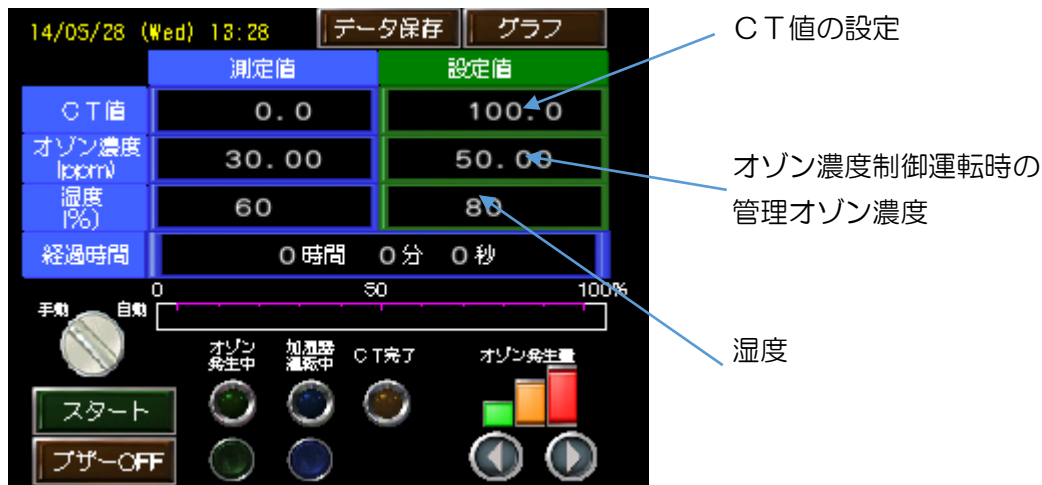 14/05/28 (Wed) 13:28 データ保存 グラフ
ＣＴ値の設定
測定値 設定値
ＣＴ値 0.0 100.0
オゾン濃度
(ppm) 30.00 50.00
オゾン濃度制御運転時の
管理オゾン濃度
湿度
(%) 60 80
経過時間 0時間 0分 0秒
0 50 100%
手動 自動
湿度
オゾン
発生中
加湿器
運転中
ＣＴ完了
オゾン発生量
スタート
ブザーOFF